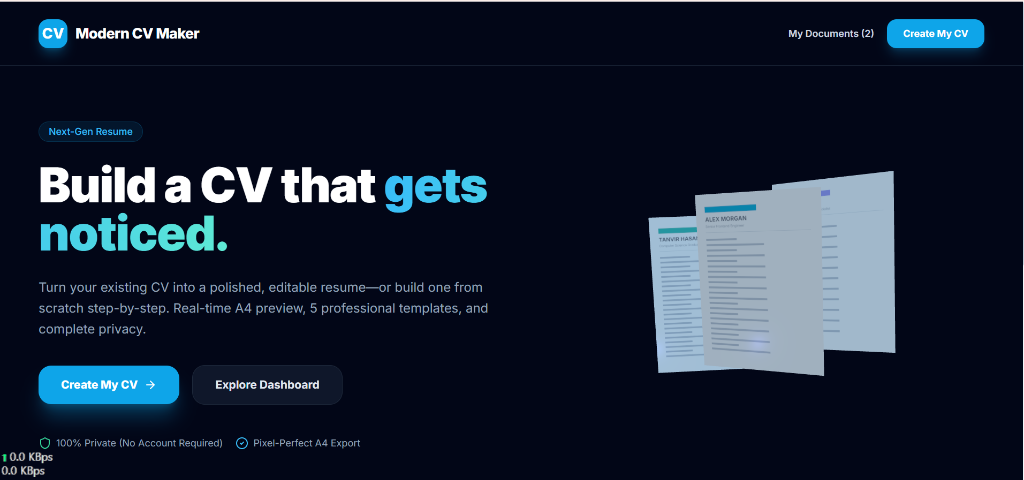 CV Modern CV Maker
My Documents (2)
Create My CV
Next-Gen Resume
Build a CV that gets
noticed.
Turn your existing CV into a polished, editable resume—or build one from
scratch step-by-step. Real-time A4 preview, 5 professional templates, and
complete privacy.
Create My CV →
Explore Dashboard
100% Private (No Account Required)
Pixel-Perfect A4 Export
TANVIR HASA
ALEX MORGAN
0.0 KBps
0.0 KBps